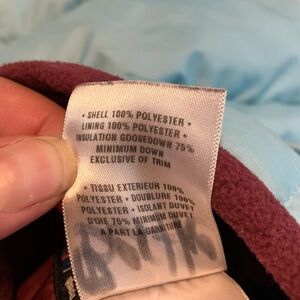 • SHELL 100% POLYESTER •
LINING 100% POLYESTER •
INSULATION GOOSEDOWN 75%
MINIMUM DOWN
EXCLUSIVE OF TRIM
• TISSU EXTERIEUR 100%
POLYESTER • DOUBLURE 100%
POLYESTER • ISOLANT DUVET
D'OIE 75% MINIMUM DUVET
A PART LA GARNITURE